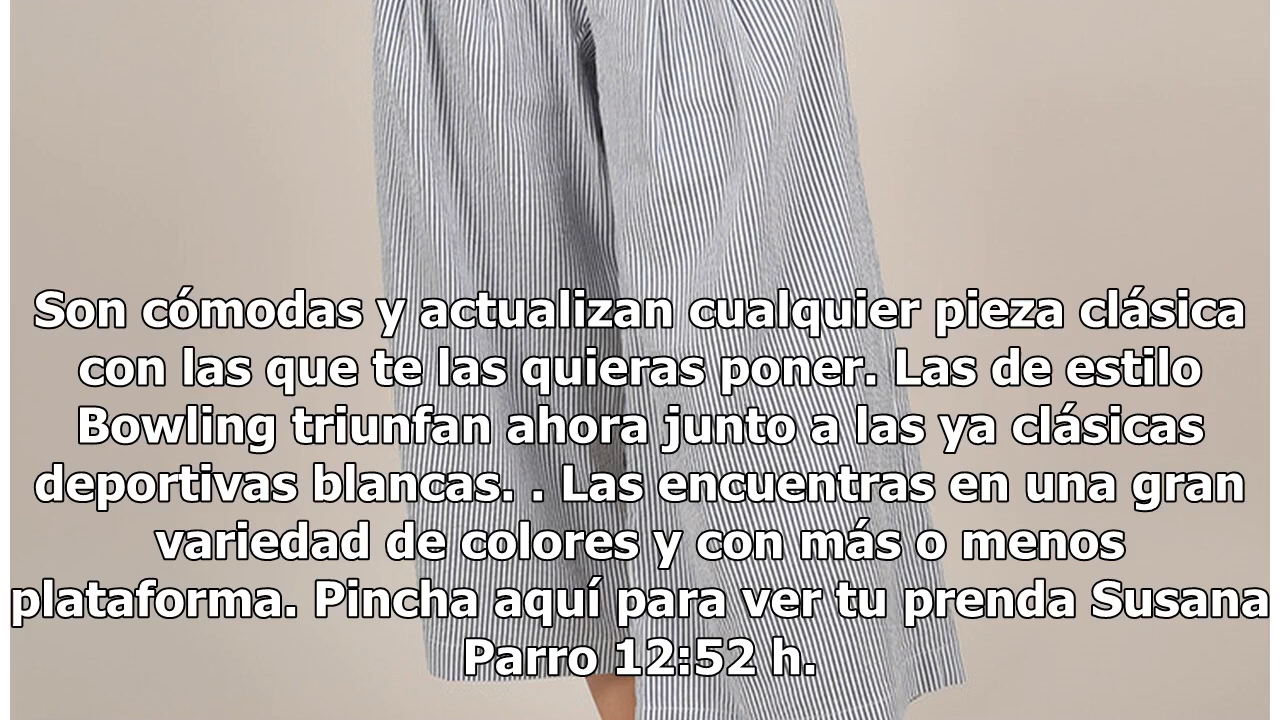 Son cómodas y actualizan cualquier pieza clásica
con las que te las quieras poner. Las de estilo
Bowling triunfan ahora junto a las ya clásicas
deportivas blancas. . Las encuentras en una gran
variedad de colores y con más o menos
plataforma. Pincha aquí para ver tu prenda Susana
Parro 12:52 h.